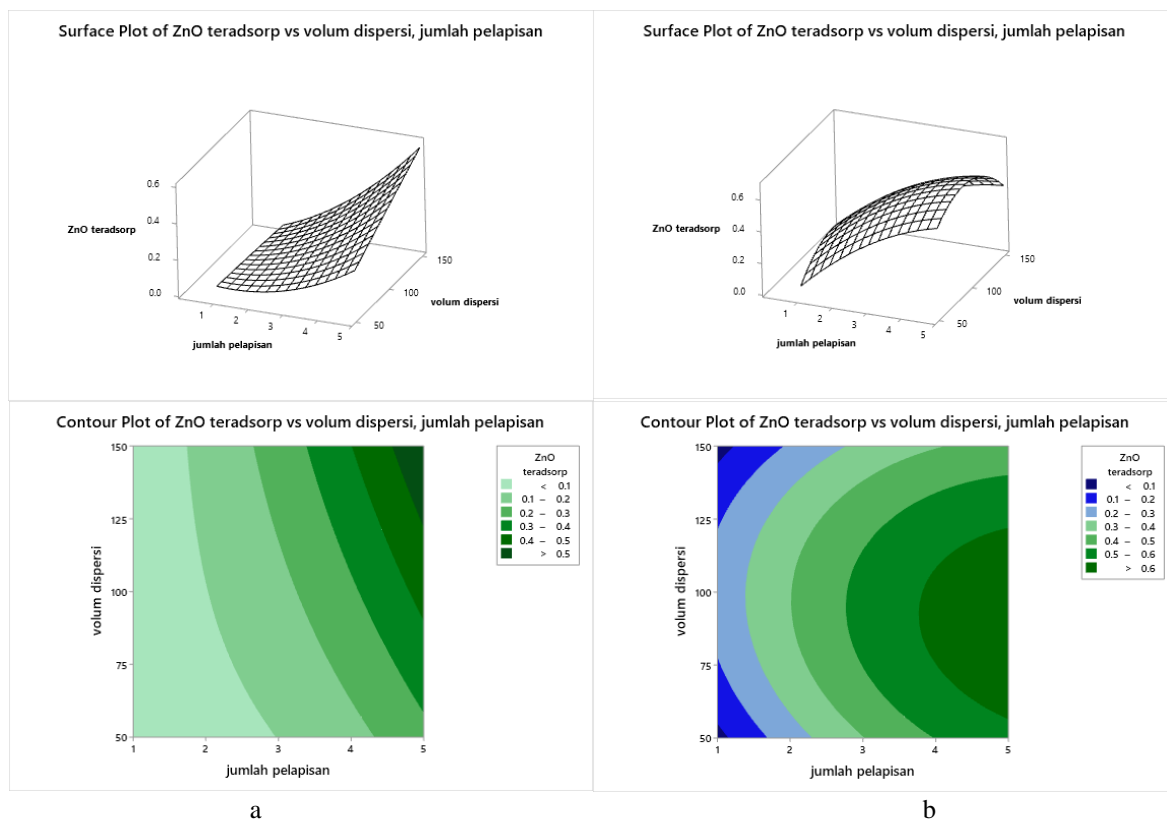 Surface Plot of ZnO teradsorp vs volum dispersi, jumlah pelapisan
0.6
0.4
ZnO teradsorp
0.2
0.0
150
100
volum dispersi
50
1
2
3
4
5
jumlah pelapisan
Surface Plot of ZnO teradsorp vs volum dispersi, jumlah pelapisan
0.6
ZnO teradsorp
0.4
0.2
0.0
150
100
volum dispersi
50
1
2
3
4
5
jumlah pelapisan
Contour Plot of ZnO teradsorp vs volum dispersi, jumlah pelapisan
150
125
100
75
50
volum dispersi
1 2 3 4 5
jumlah pelapisan
ZnO
teradsorp
< 0.1
0.1 – 0.2
0.2 – 0.3
0.3 – 0.4
0.4 – 0.5
> 0.5
Contour Plot of ZnO teradsorp vs volum dispersi, jumlah pelapisan
150
125
100
75
50
volum dispersi
1 2 3 4 5
jumlah pelapisan
ZnO
teradsorp
< 0.1
0.1 – 0.2
0.2 – 0.3
0.3 – 0.4
0.4 – 0.5
0.5 – 0.6
> 0.6
a
b